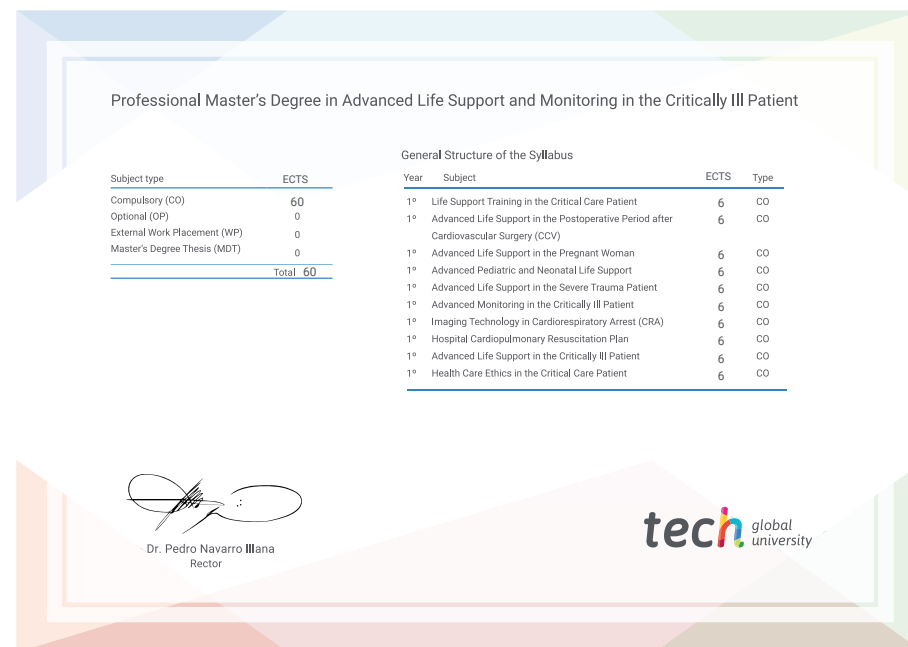 Professional Master's Degree in Advanced Life Support and Monitoring in the Critically Ill Patient
Subject type ECTS
Compulsory (CO) 60
Optional (OP) 0
External Work Placement (WP) 0
Master's Degree Thesis (MDT) 0
Total 60
General Structure of the Syllabus
Year Subject ECTS Type
1º Life Support Training in the Critical Care Patient 6 CO
1º Advanced Life Support in the Postoperative Period after 6 CO
Cardiovascular Surgery (CCV)
1º Advanced Life Support in the Pregnant Woman 6 CO
1º Advanced Pediatric and Neonatal Life Support 6 CO
1º Advanced Life Support in the Severe Trauma Patient 6 CO
1º Advanced Monitoring in the Critically Ill Patient 6 CO
1º Imaging Technology in Cardiorespiratory Arrest (CRA) 6 CO
1º Hospital Cardiopulmonary Resuscitation Plan 6 CO
1º Advanced Life Support in the Critically Ill Patient 6 CO
1º Health Care Ethics in the Critical Care Patient 6 CO
Dr. Pedro Navarro Illana
Rector
tech global
university